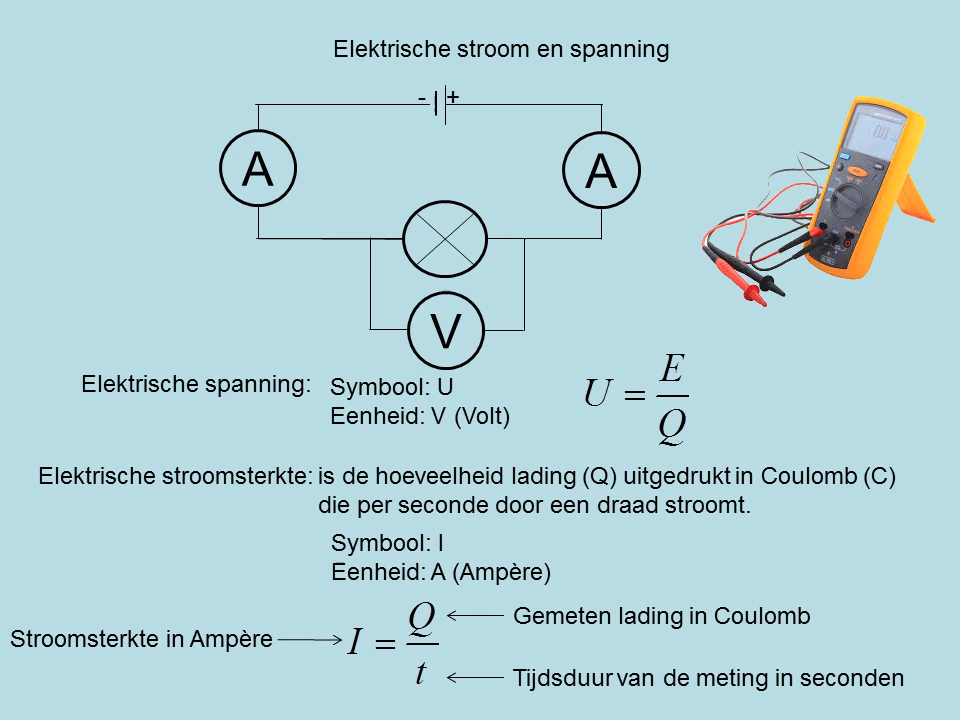 Elektrische stroom en spanning
- +
A
A
V
Elektrische spanning:
Symbool: U
Eenheid: V (Volt)
U = E/Q
Elektrische stroomsterkte: is de hoeveelheid lading (Q) uitgedrukt in Coulomb (C)
die per seconde door een draad stroomt.
Symbool: I
Eenheid: A (Ampère)
Gemeten lading in Coulomb
Stroomsterkte in Ampère
I = Q/t
Tijdsduur van de meting in seconden